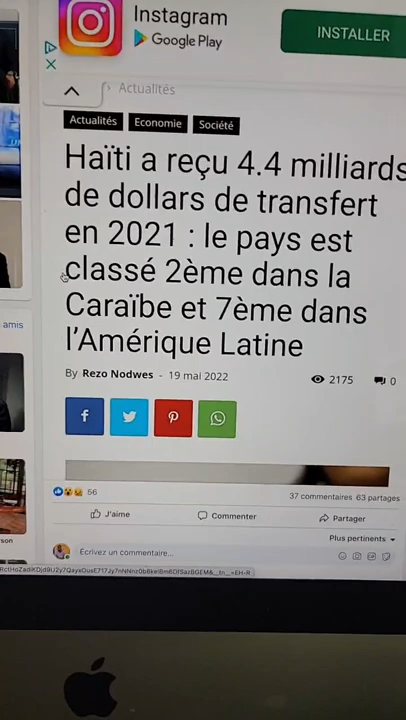 Instagram
Google Play
INSTALLER
Actualités
Actualités
Economie
Société
Haïti a reçu 4.4 milliards
de dollars de transfert
en 2021 : le pays est
classé 2ème dans la
Caraïbe et 7ème dans
l'Amérique Latine
By Rezo Nodwes - 19 mai 2022
2175
0
amis
56
37 commentaires 63 partages
J'aime
Commenter
Partager
Plus pertinents
son
Écrivez un commentaire...